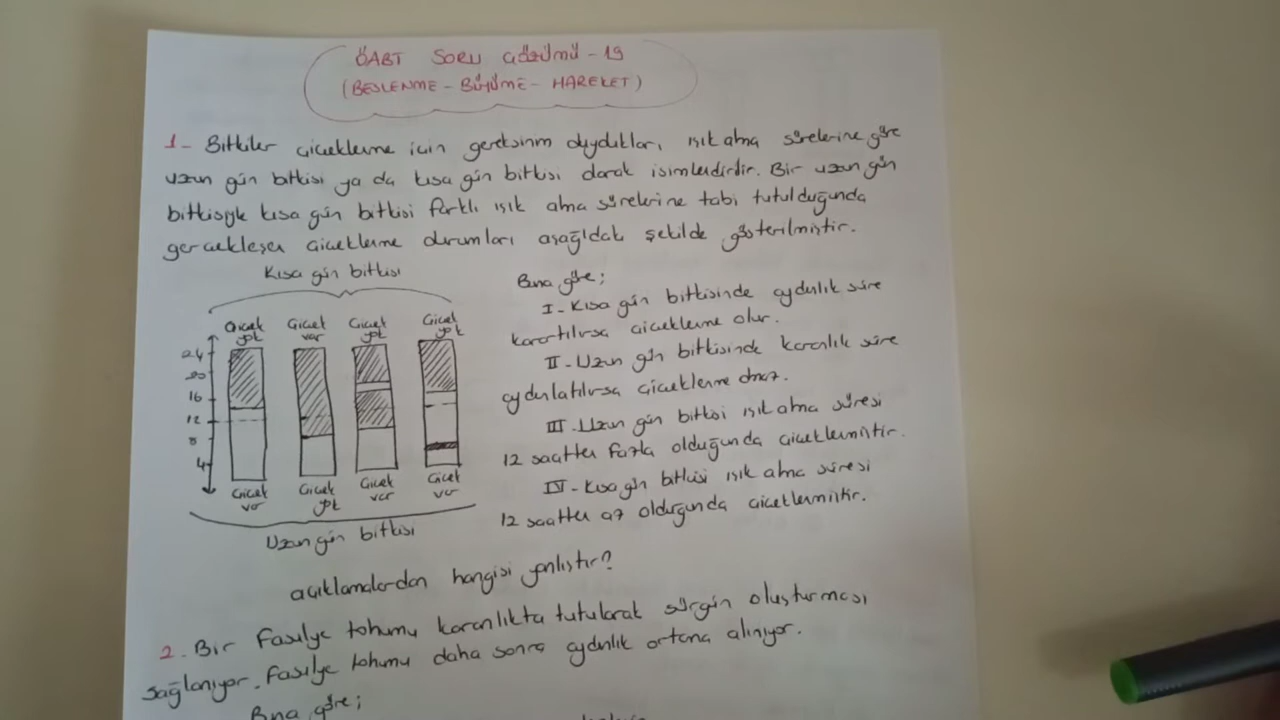 ÖABT SORU ÇÖZÜMÜ - 19
(BESLENME - BÜYÜME - HAREKET)
1- Bitkiler çiçeklenme için gereksinim duydukları, ışık alma sürelerine göre
uzun gün bitkisi ya da kısa gün bitkisi olarak isimlendirilir. Bir uzun gün
bitkisiyle kısa gün bitkisi farklı ışık alma sürelerine tabi tutulduğunda
gerçekleşen çiçeklenme durumları aşağıdaki şekilde gösterilmiştir.
Kısa gün bitkisi
Çiçek yok
Çiçek var
Çiçek yok
Çiçek yok
24
20
16
12
8
4
Çiçek var
Çiçek yok
Çiçek var
Çiçek var
Uzun gün bitkisi
Buna göre;
I- Kısa gün bitkisinde aydınlık süre
karartılırsa çiçeklenme olur.
II- Uzun gün bitkisinde karanlık süre
aydınlatılırsa çiçeklenme olmaz.
III- Uzun gün bitkisi ışık alma süresi
12 saatten fazla olduğunda çiçeklenmiştir.
IV- Kısa gün bitkisi ışık alma süresi
12 saatten az olduğunda çiçeklenmiştir.
açıklamalardan hangisi yanlıştır?
2. Bir fasulye tohumu karanlıkta tutularak sürgün oluşturması
sağlanıyor. Fasulye tohumu daha sonra aydınlık ortama alınıyor.
Buna göre;